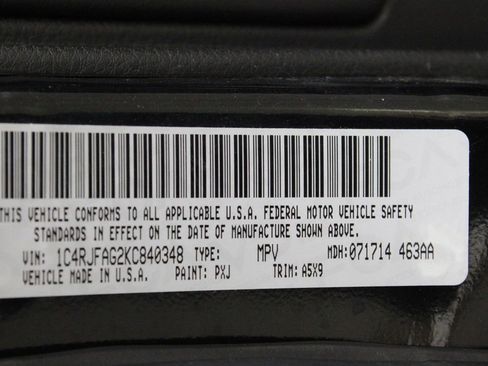 THIS VEHICLE CONFORMS TO ALL APPLICABLE U.S.A. FEDERAL MOTOR VEHICLE SAFETY
STANDARDS IN EFFECT ON THE DATE OF MANUFACTURE SHOWN ABOVE.
VIN: 1C4RJFAG2KC840348 TYPE: MPV MDH:071714 463AA
VEHICLE MADE IN U.S.A. PAINT: PXJ TRIM: A5X9